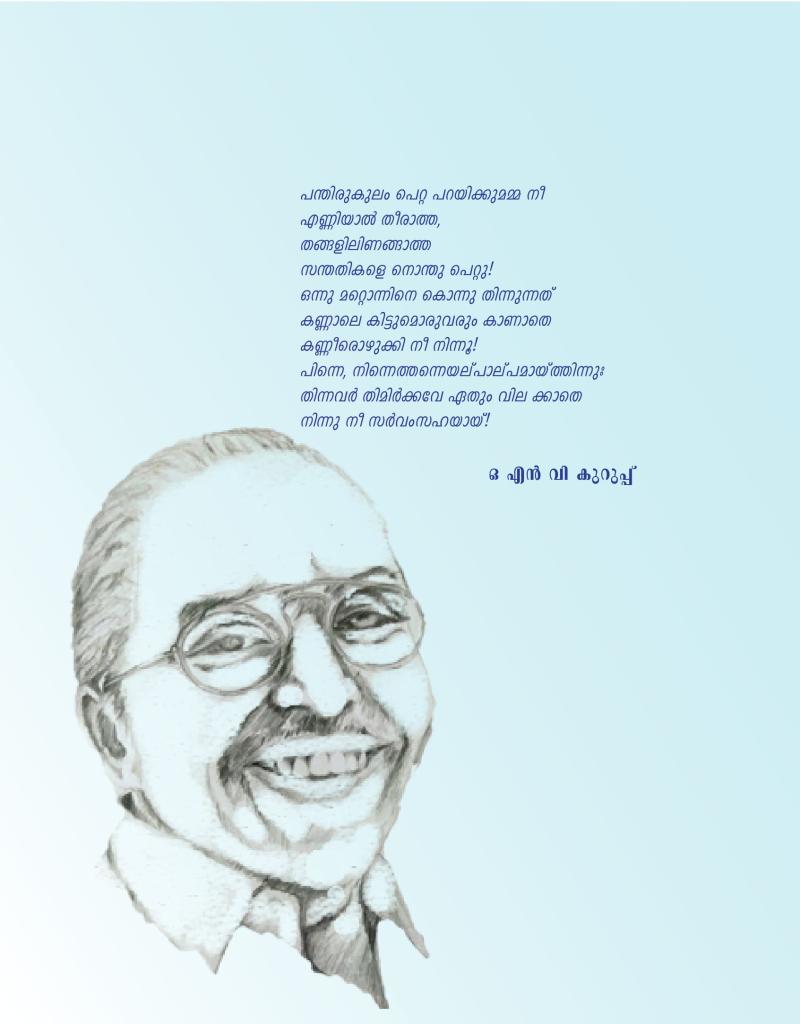 പന്തിരുകുലം പെറ്റ പറയിക്കുമമ്മ നീ
എണ്ണിയാൽ തീരാത്ത,
തങ്ങളിലിണങ്ങാത്ത
സന്തതികളെ നൊന്തു പെറ്റു!
ഒന്നു മറ്റൊന്നിനെ കൊന്നു തിന്നുന്നത്
കണ്ണാലെ കിട്ടുമൊരുവരും കാണാതെ
കണ്ണീരൊഴുക്കി നീ നിന്നൂ!
പിന്നെ, നിന്നെത്തന്നെയല്പാല്പമായ്ത്തിന്നുഃ
തിന്നവർ തിമിർക്കവേ ഏതും വില ക്കാതെ
നിന്നു നീ സർവംസഹയായ്!
ഒ എൻ വി കുറുപ്പ്